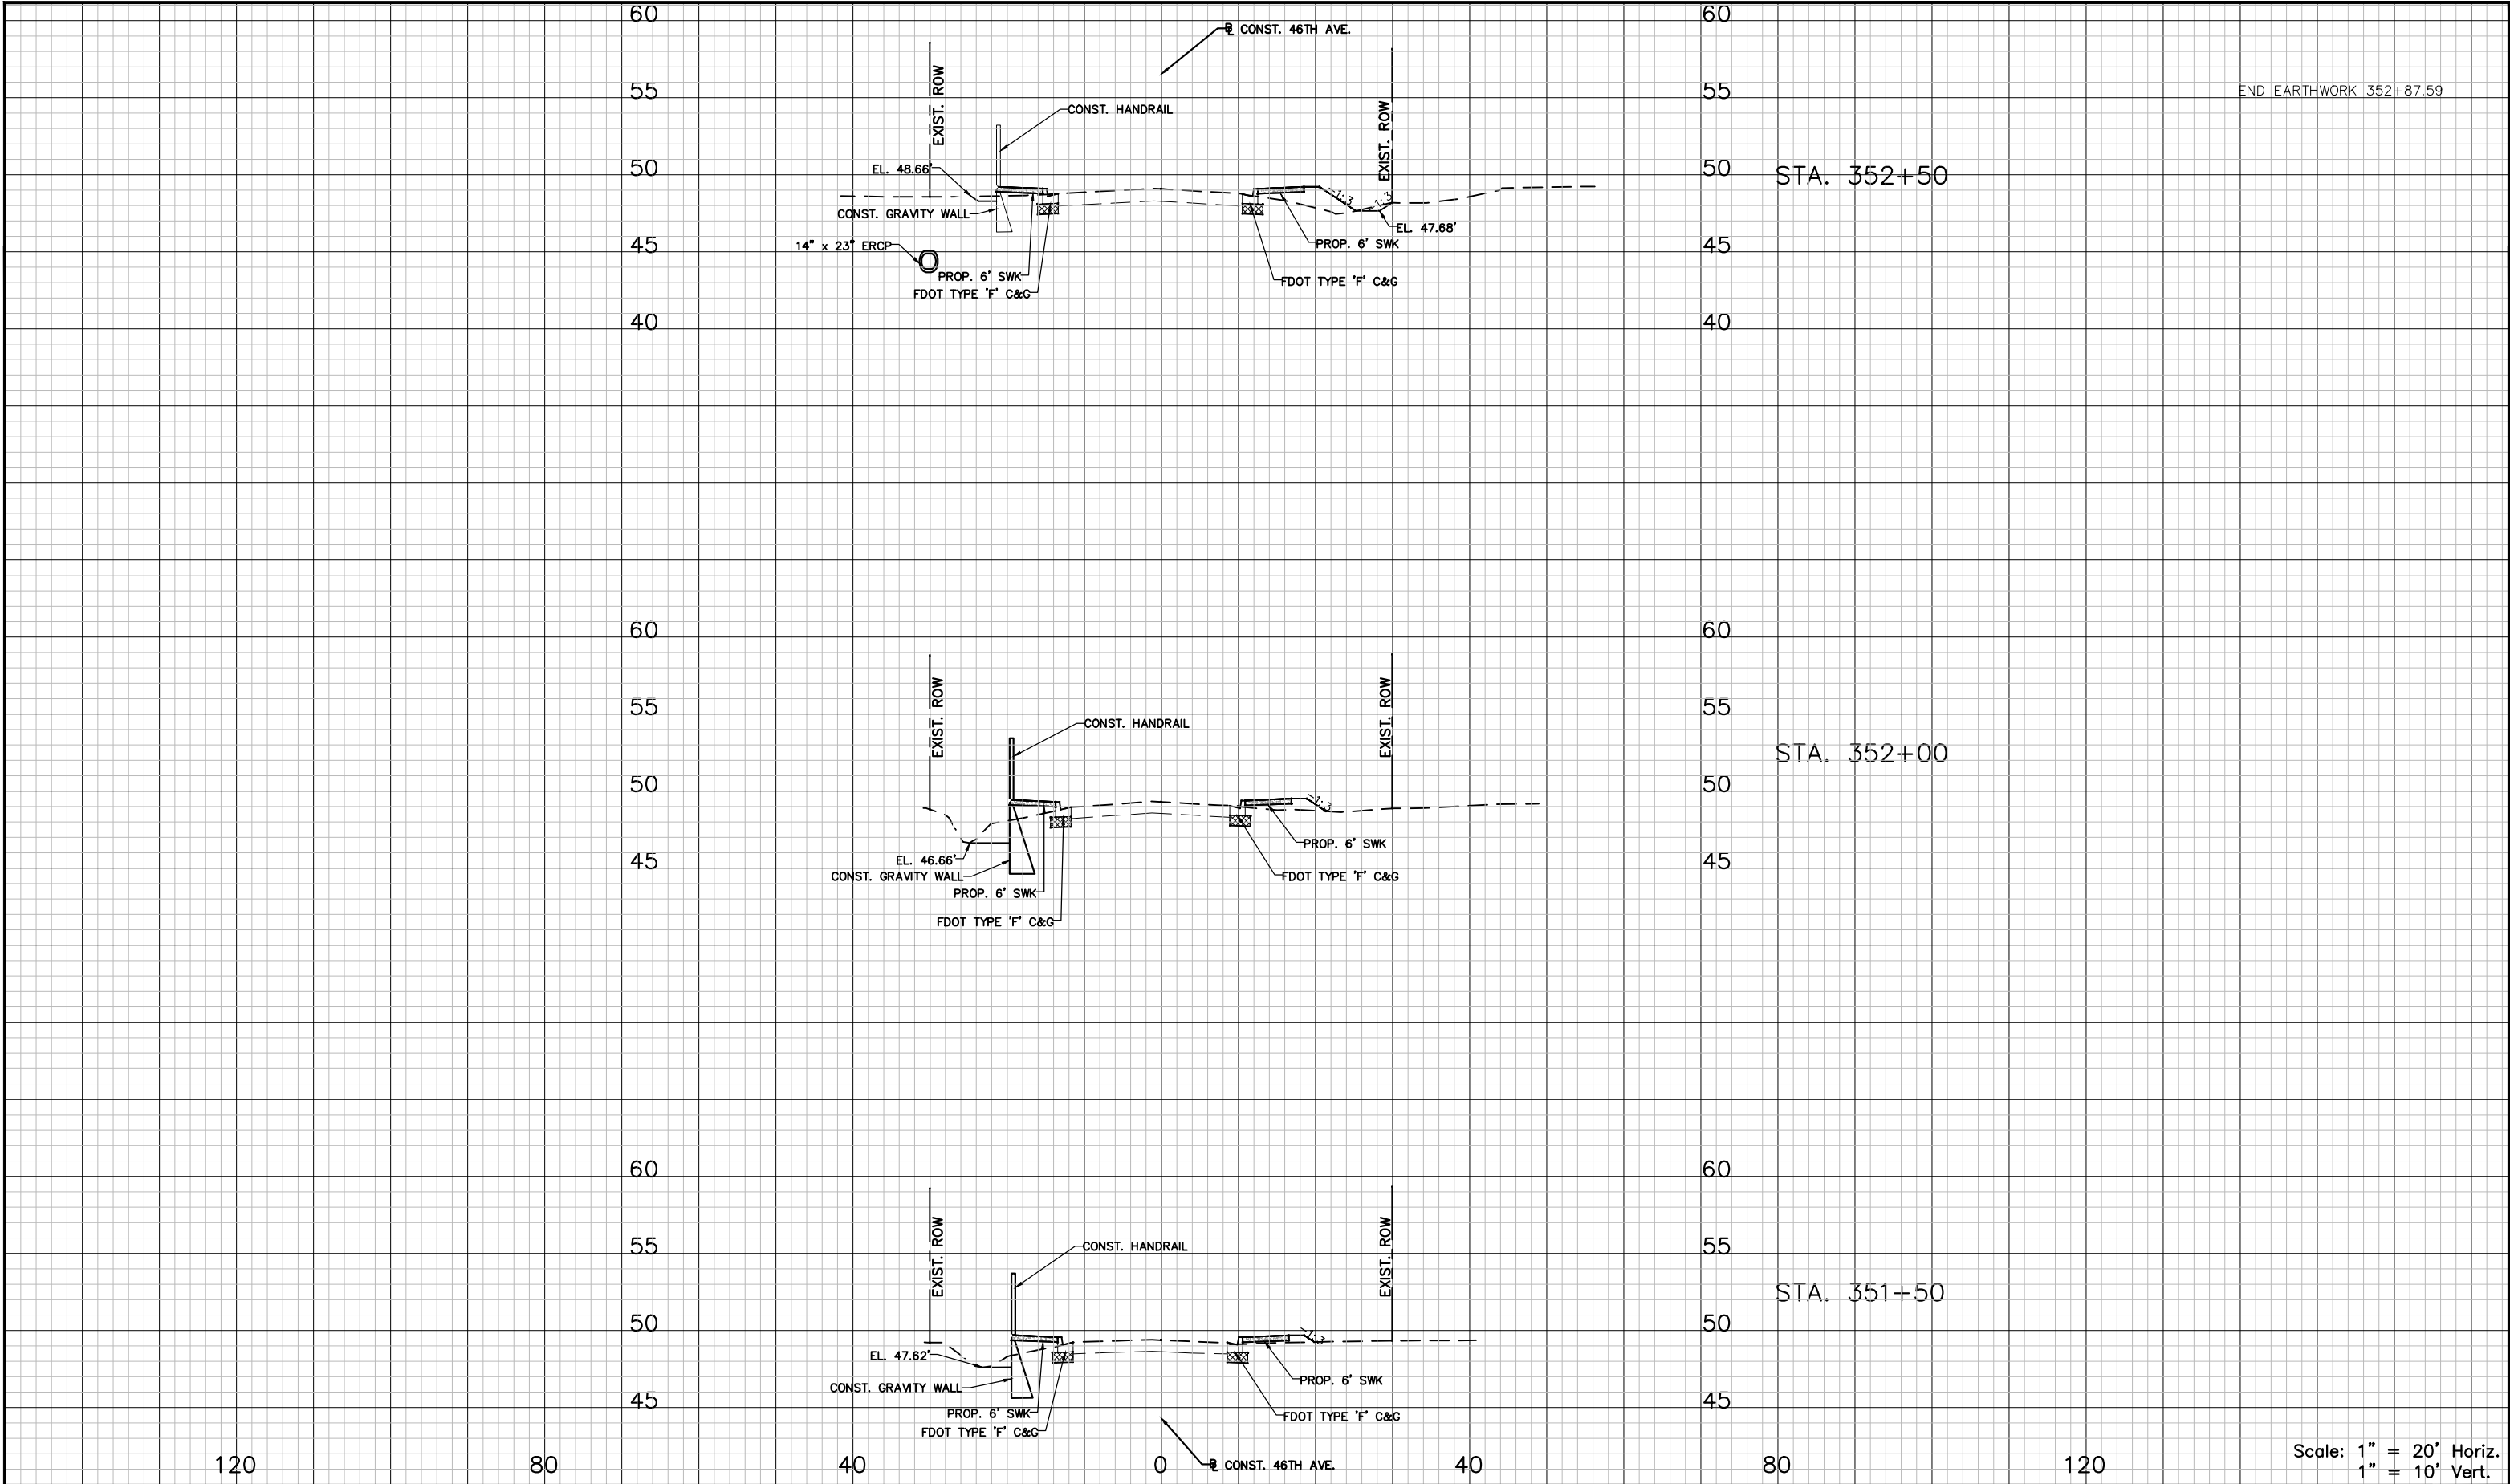 60 60
℄ CONST. 46TH AVE.
55 55
END EARTHWORK 352+87.59
EXIST. ROW
EXIST. ROW
CONST. HANDRAIL
50 50
STA. 352+50
EL. 48.66'
~1:3
~1:3
CONST. GRAVITY WALL
EL. 47.68'
45 45
14" x 23" ERCP
PROP. 6' SWK
PROP. 6' SWK
FDOT TYPE 'F' C&G
FDOT TYPE 'F' C&G
40 40
60 60
EXIST. ROW
EXIST. ROW
55 55
CONST. HANDRAIL
STA. 352+00
50 50
~1:3
PROP. 6' SWK
EL. 46.66'
45 45
CONST. GRAVITY WALL
FDOT TYPE 'F' C&G
PROP. 6' SWK
FDOT TYPE 'F' C&G
60 60
EXIST. ROW
EXIST. ROW
55 55
CONST. HANDRAIL
STA. 351+50
50 50
~1:3
EL. 47.62'
PROP. 6' SWK
CONST. GRAVITY WALL
45 45
PROP. 6' SWK
FDOT TYPE 'F' C&G
FDOT TYPE 'F' C&G
℄ CONST. 46TH AVE.
120 80 40 0 40 80 120
Scale: 1" = 20' Horiz.
1" = 10' Vert.